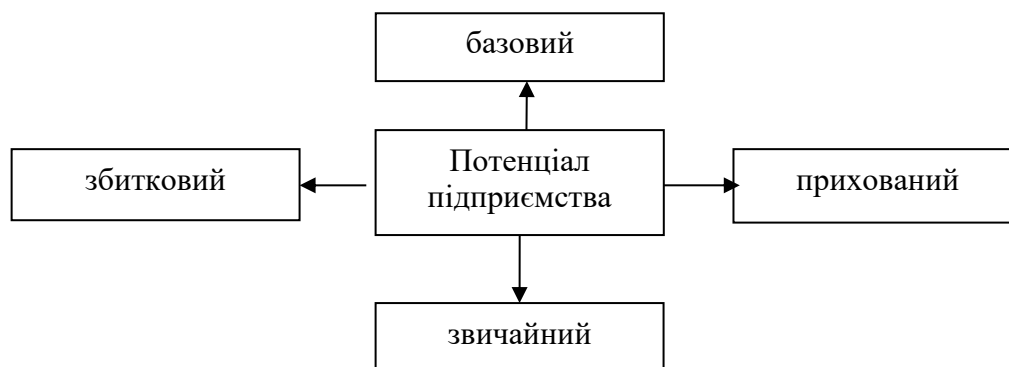 базовий
Потенціал
підприємства
збитковий
прихований
звичайний